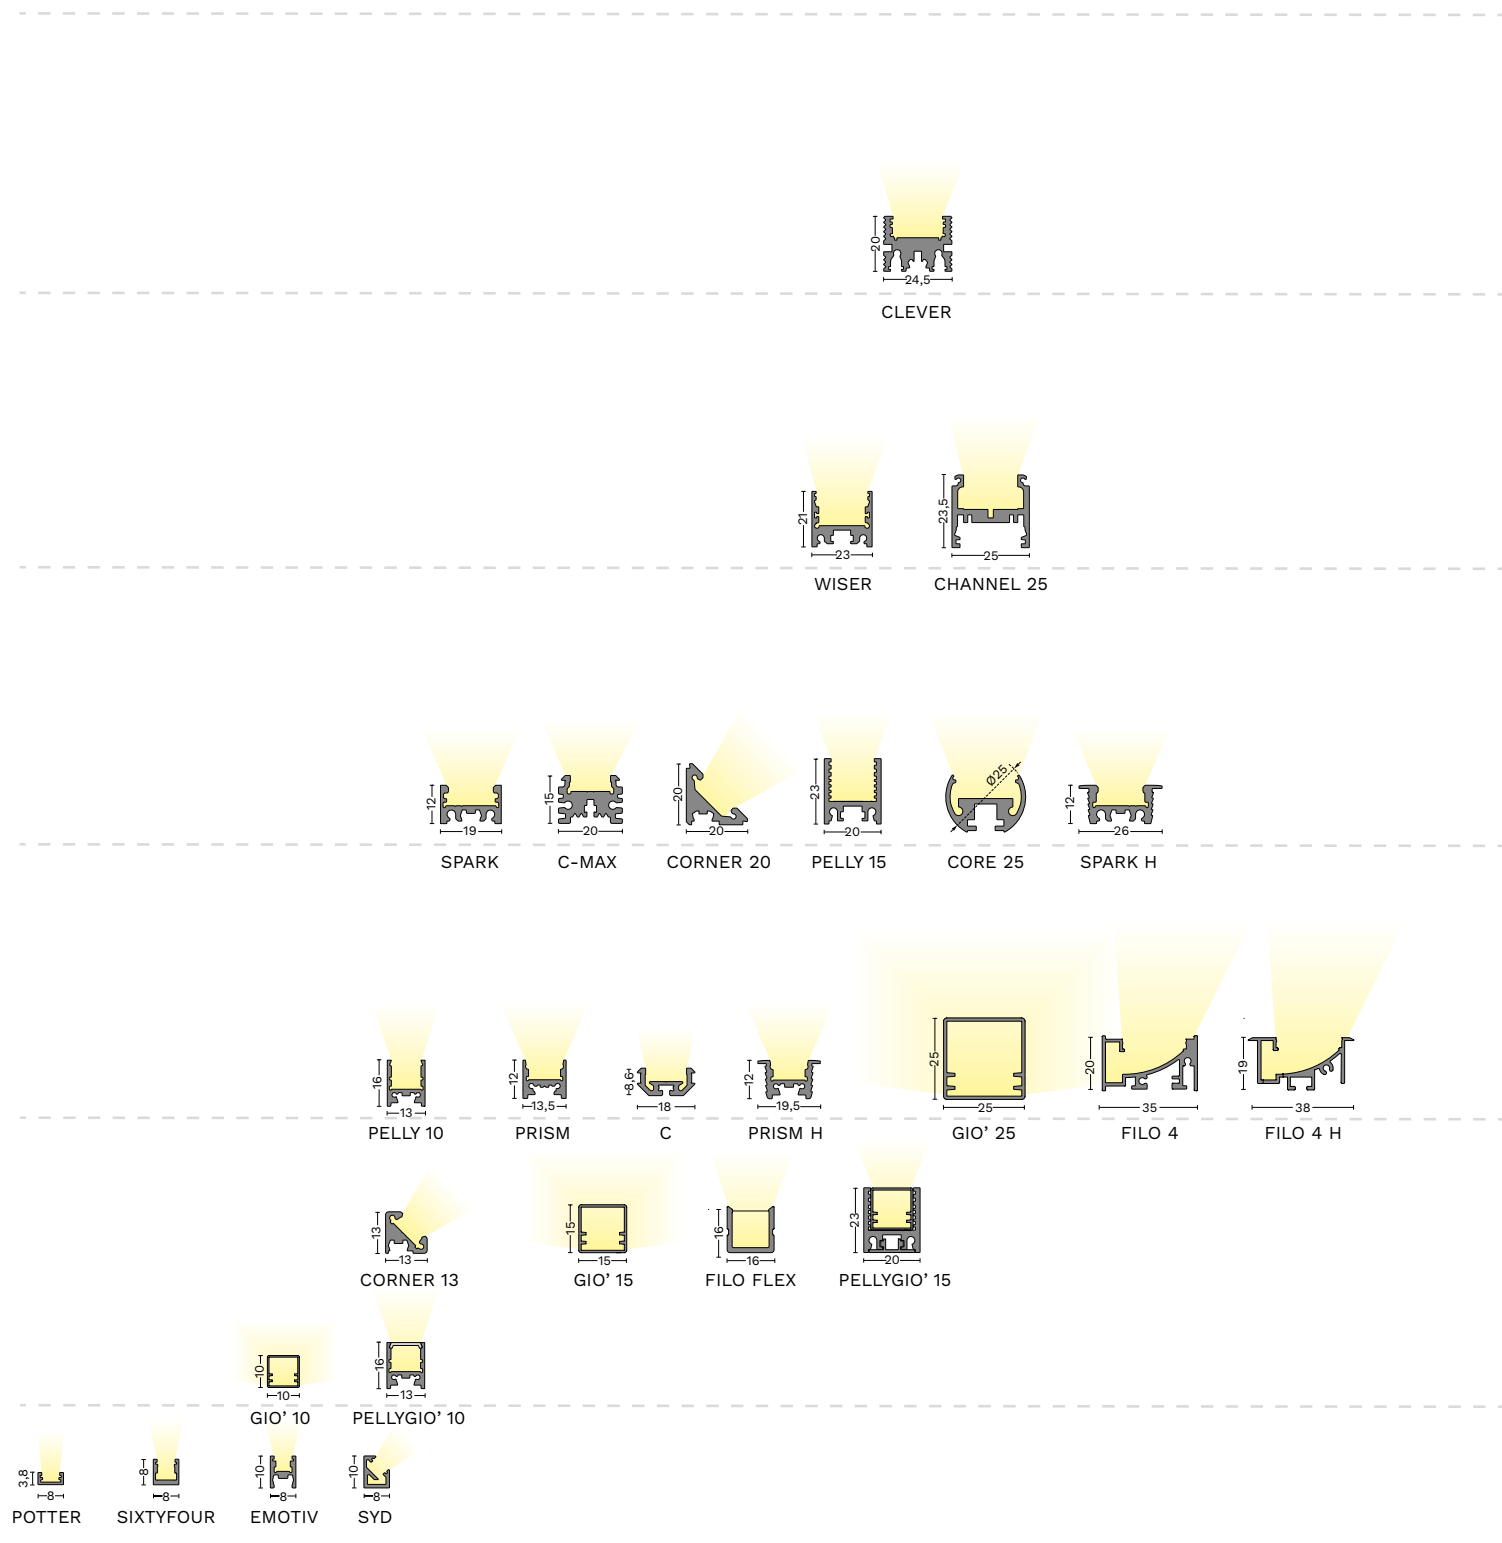 20
24,5
CLEVER
21
23
23,5
25
WISER
CHANNEL 25
12
19
15
20
20
20
23
20
Ø25
12
26
SPARK
C-MAX
CORNER 20
PELLY 15
CORE 25
SPARK H
16
13
12
13,5
8,6
18
12
19,5
25
25
20
35
19
38
PELLY 10
PRISM
C
PRISM H
GIO’ 25
FILO 4
FILO 4 H
13
13
15
15
16
16
23
20
CORNER 13
GIO’ 15
FILO FLEX
PELLYGIO’ 15
10
10
16
13
GIO’ 10
PELLYGIO’ 10
3,8
8
8
8
10
8
10
8
POTTER
SIXTYFOUR
EMOTIV
SYD